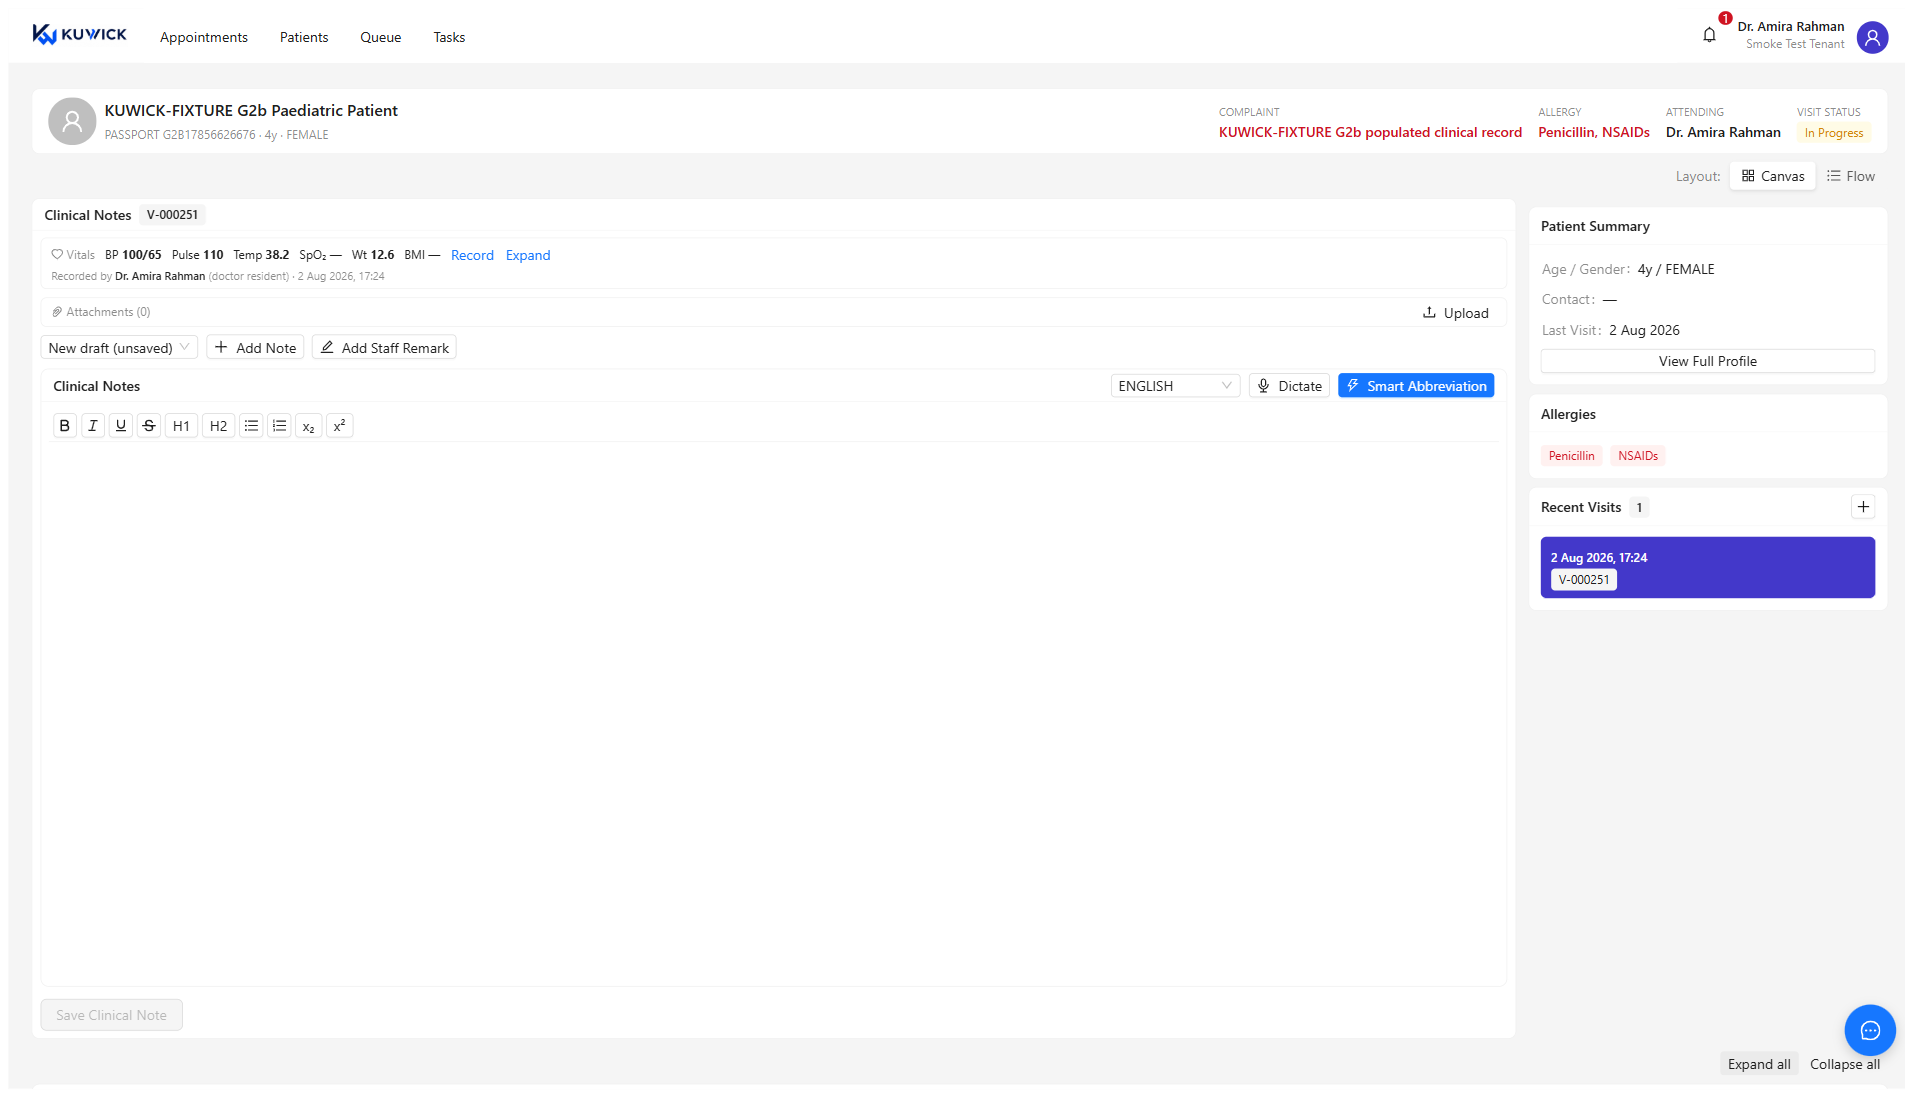 KUWICK
Appointments
Patients
Queue
Tasks
1
Dr. Amira Rahman
Smoke Test Tenant
KUWICK-FIXTURE G2b Paediatric Patient
PASSPORT G2B17856626676 · 4y · FEMALE
COMPLAINT
KUWICK-FIXTURE G2b populated clinical record
ALLERGY
Penicillin, NSAIDs
ATTENDING
Dr. Amira Rahman
VISIT STATUS
In Progress
Layout:
Canvas
Flow
Clinical Notes V-000251
Vitals BP 100/65 Pulse 110 Temp 38.2 SpO₂ — Wt 12.6 BMI — Record Expand
Recorded by Dr. Amira Rahman (doctor resident) · 2 Aug 2026, 17:24
Attachments (0)
Upload
New draft (unsaved)
Add Note
Add Staff Remark
Clinical Notes
ENGLISH
Dictate
Smart Abbreviation
B I U S H1 H2 x₂ x²
Save Clinical Note
Patient Summary
Age / Gender: 4y / FEMALE
Contact: —
Last Visit: 2 Aug 2026
View Full Profile
Allergies
Penicillin NSAIDs
Recent Visits 1
2 Aug 2026, 17:24
V-000251
Expand all
Collapse all